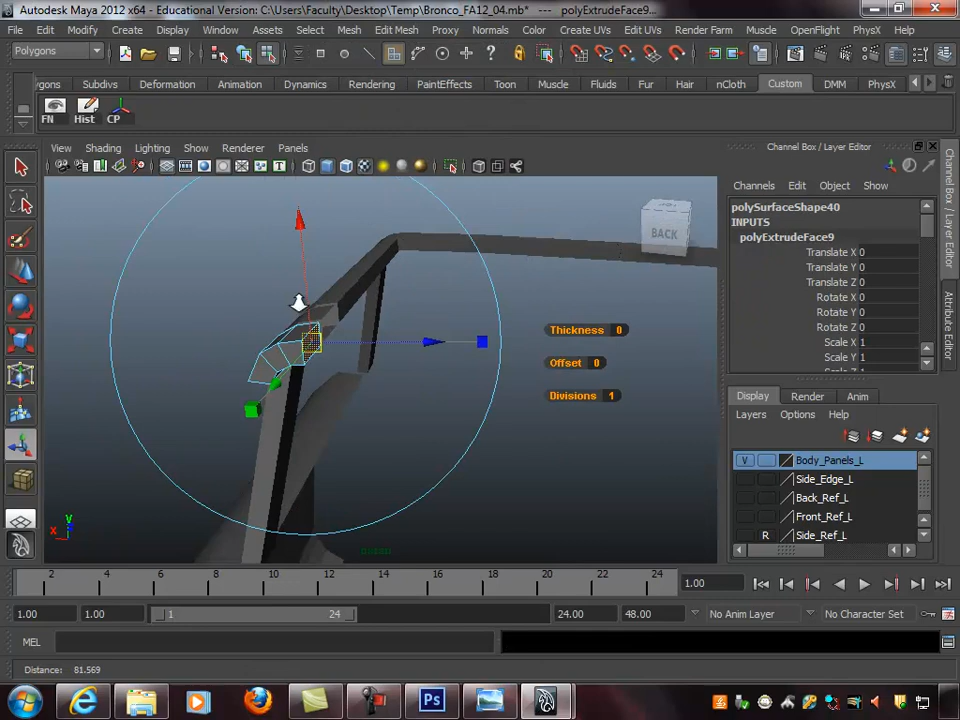 Autodesk Maya 2012 x64 - Educational Version: C:\Users\Faculty\Desktop\Temp\Bronco_FA12_04.mb* --- polyExtrudeFace9...
File Edit Modify Create Display Window Assets Select Mesh Edit Mesh Proxy Normals Color Create UVs Edit UVs Render Farm Muscle OpenFlight PhysX Help
Polygons
ygons Subdivs Deformation Animation Dynamics Rendering PaintEffects Toon Muscle Fluids Fur Hair nCloth Custom DMM PhysX
FN Hist CP
View Shading Lighting Show Renderer Panels
Channel Box / Layer Editor
Channels Edit Object Show
polySurfaceShape40
INPUTS
polyExtrudeFace9
Translate X 0
Translate Y 0
Translate Z 0
Rotate X 0
Rotate Y 0
Rotate Z 0
Scale X 1
Scale Y 1
BACK
Thickness 0
Offset 0
Divisions 1
Display Render Anim
Layers Options Help
V Body_Panels_L
Side_Edge_L
Back_Ref_L
Front_Ref_L
R Side_Ref_L
Channel Box / Layer Editor
Attribute Editor
Y
X Z
2 4 6 8 10 12 14 16 18 20 22 24
1.00
1.00 1.00 1 24 24.00 48.00 No Anim Layer No Character Set
MEL
Distance: 81.569
Ps